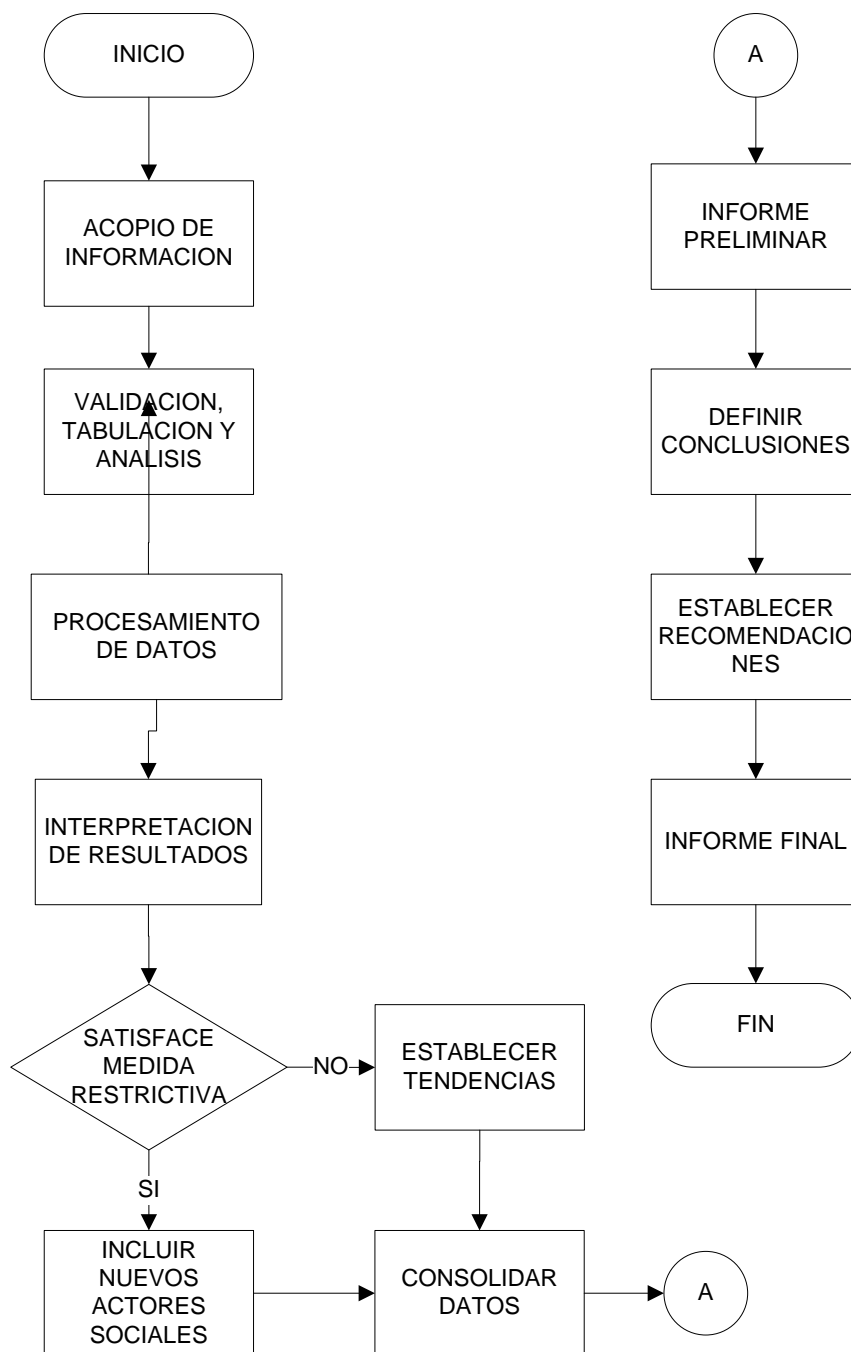 INICIO
ACOPIO DE
INFORMACION
VALIDACION,
TABULACION Y
ANALISIS
PROCESAMIENTO
DE DATOS
INTERPRETACION
DE RESULTADOS
SATISFACE
MEDIDA
RESTRICTIVA
NO
ESTABLECER
TENDENCIAS
SI
INCLUIR
NUEVOS
ACTORES
SOCIALES
CONSOLIDAR
DATOS
A
A
INFORME
PRELIMINAR
DEFINIR
CONCLUSIONES
ESTABLECER
RECOMENDACIO
NES
INFORME FINAL
FIN